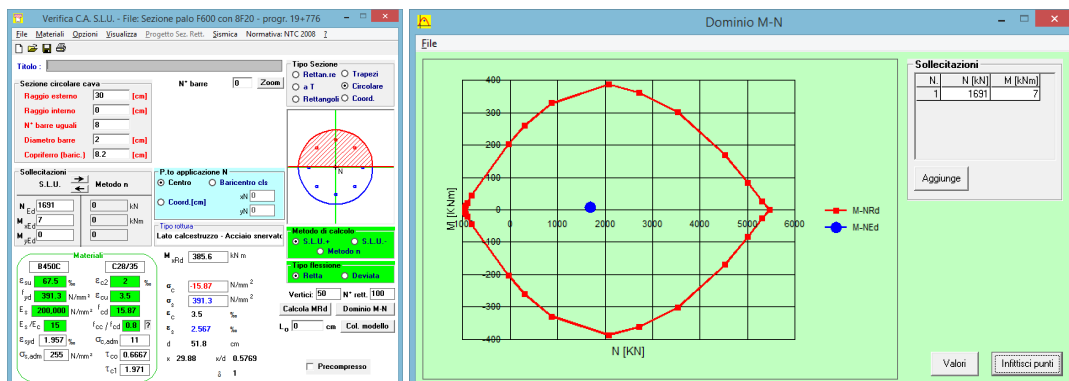 Verifica C.A. S.L.U. - File: Sezione palo F600 con 8F20 - progr. 19+776
File Materiali Opzioni Visualizza Progetto Sez. Rett. Sismica Normativa: NTC 2008 ?
Titolo :
Sezione circolare cava
Raggio esterno 30 [cm]
Raggio interno 0 [cm]
N° barre uguali 8
Diametro barre 2 [cm]
Copriferro (baric.) 8.2 [cm]
N° barre 0 Zoom
Tipo Sezione
Rettan.re Trapezi
a T Circolare
Rettangoli Coord.
N
Sollecitazioni
S.L.U. Metodo n
N Ed 1691 0 kN
M xEd 7 0 kNm
M yEd 0 0
P.to applicazione N
Centro Baricentro cls
Coord.[cm] xN 0
yN 0
Tipo rottura
Lato calcestruzzo - Acciaio snervato
Metodo di calcolo
S.L.U.+ S.L.U.-
Metodo n
Tipo flessione
Retta Deviata
Vertici: 50 N° rett. 100
Calcola MRd Dominio M-N
L₀ 0 cm Col. modello
Precompresso
Materiali
B450C C28/35
εsu 67.5 ‰ εc2 2 ‰
fyd 391.3 N/mm² εcu 3.5
Es 200,000 N/mm² fcd 15.87
Es /Ec 15 fcc / fcd 0.8 ?
εsyd 1.957 ‰ σc,adm 11
σs,adm 255 N/mm² τco 0.6667
τc1 1.971
M xRd 385.6 kN m
σc -15.87 N/mm²
σs 391.3 N/mm²
εc 3.5 ‰
εs 2.567 ‰
d 51.8 cm
x 29.88 x/d 0.5769
δ 1
Dominio M-N
File
M [KNm]
400
300
200
100
0
-100
-200
-300
-400
1000 0 1000 2000 3000 4000 5000 6000
N [KN]
M-NRd
M-NEd
Sollecitazioni
N. N [kN] M [kNm]
1 1691 7
Aggiunge
Valori Infittisci punti